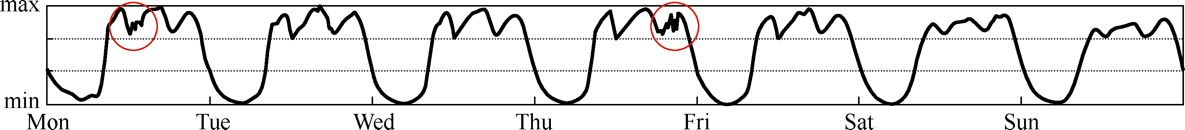 max
min
Mon Tue Wed Thu Fri Sat Sun